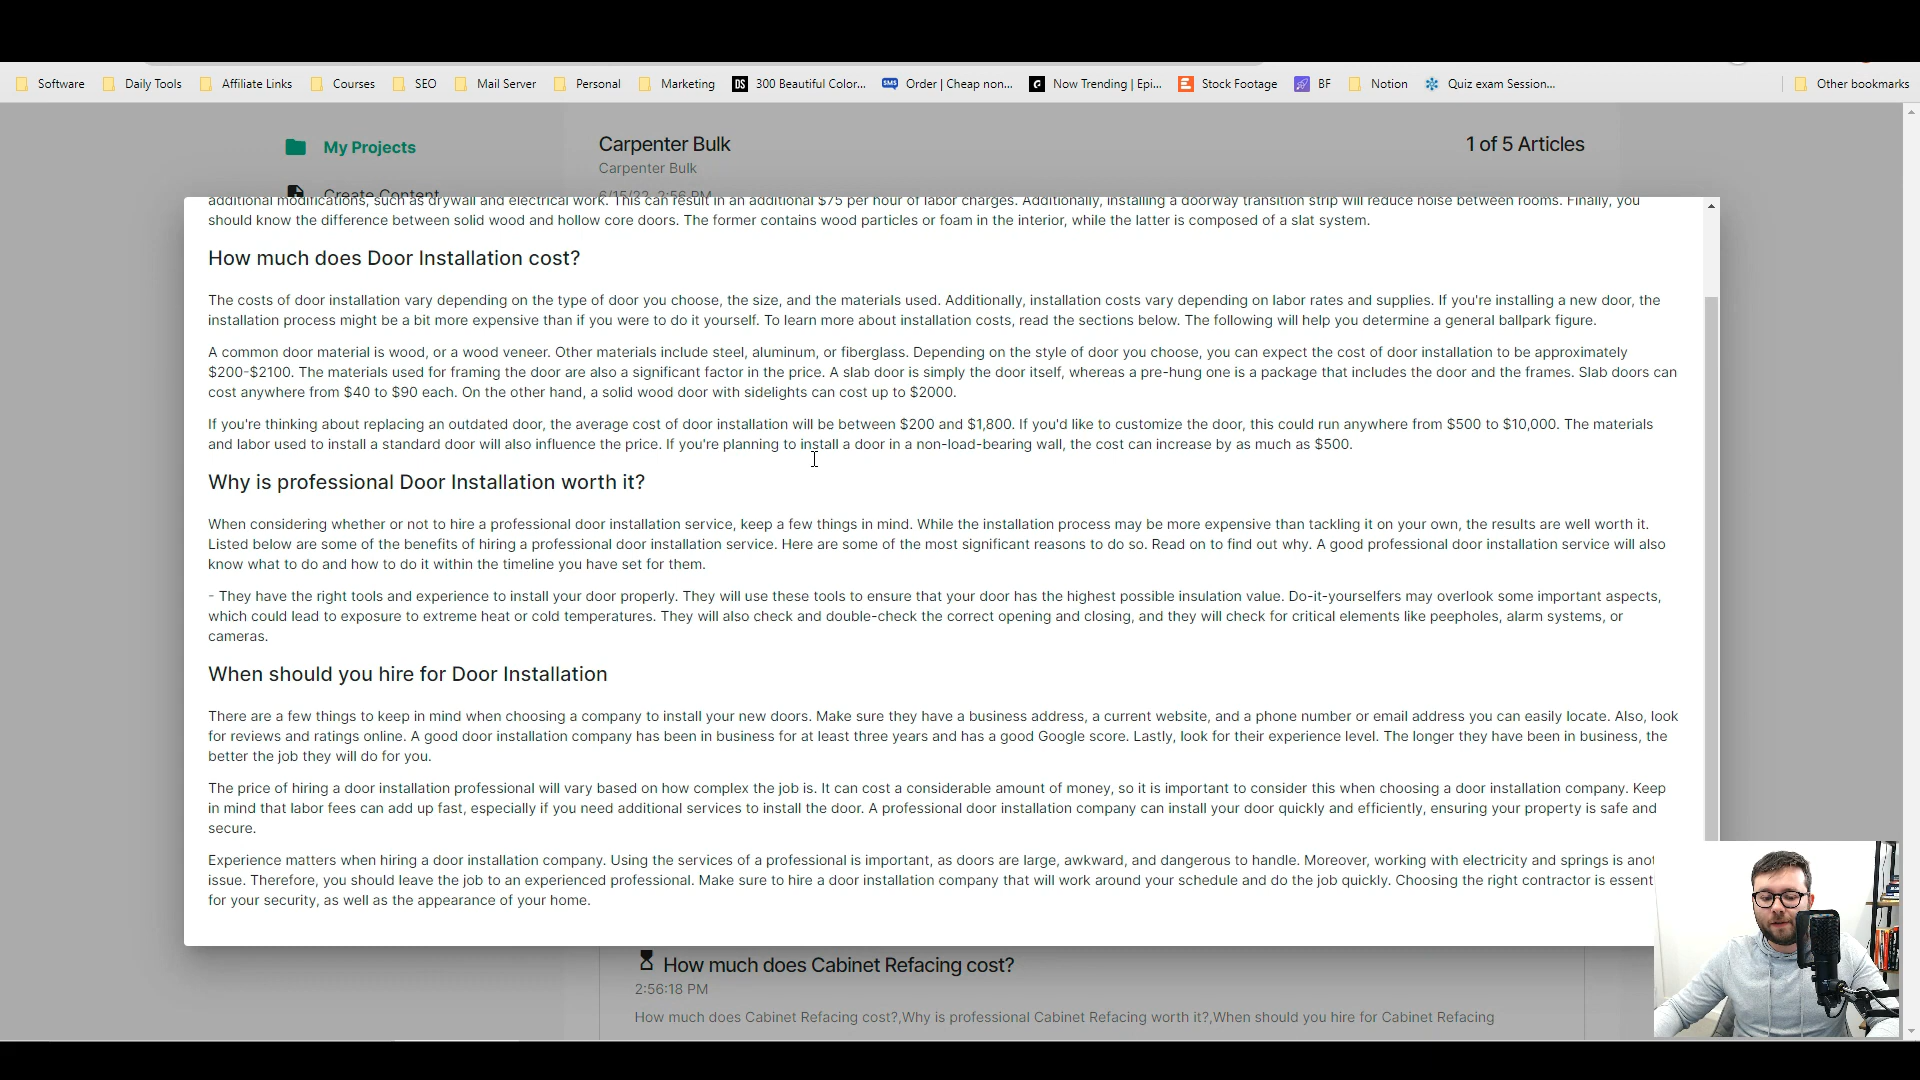 Software Daily Tools Affiliate Links Courses SEO Mail Server Personal Marketing DS 300 Beautiful Color... SMS Order | Cheap non... Now Trending | Epi... Stock Footage BF Notion Quiz exam Session... Other bookmarks
My Projects
Create Content
Carpenter Bulk
1 of 5 Articles
Carpenter Bulk
6/15/22, 2:56 PM
additional modifications, such as drywall and electrical work. This can result in an additional $75 per hour of labor charges. Additionally, installing a doorway transition strip will reduce noise between rooms. Finally, you
should know the difference between solid wood and hollow core doors. The former contains wood particles or foam in the interior, while the latter is composed of a slat system.
How much does Door Installation cost?
The costs of door installation vary depending on the type of door you choose, the size, and the materials used. Additionally, installation costs vary depending on labor rates and supplies. If you're installing a new door, the
installation process might be a bit more expensive than if you were to do it yourself. To learn more about installation costs, read the sections below. The following will help you determine a general ballpark figure.
A common door material is wood, or a wood veneer. Other materials include steel, aluminum, or fiberglass. Depending on the style of door you choose, you can expect the cost of door installation to be approximately
$200-$2100. The materials used for framing the door are also a significant factor in the price. A slab door is simply the door itself, whereas a pre-hung one is a package that includes the door and the frames. Slab doors can
cost anywhere from $40 to $90 each. On the other hand, a solid wood door with sidelights can cost up to $2000.
If you're thinking about replacing an outdated door, the average cost of door installation will be between $200 and $1,800. If you'd like to customize the door, this could run anywhere from $500 to $10,000. The materials
and labor used to install a standard door will also influence the price. If you're planning to install a door in a non-load-bearing wall, the cost can increase by as much as $500.
Why is professional Door Installation worth it?
When considering whether or not to hire a professional door installation service, keep a few things in mind. While the installation process may be more expensive than tackling it on your own, the results are well worth it.
Listed below are some of the benefits of hiring a professional door installation service. Here are some of the most significant reasons to do so. Read on to find out why. A good professional door installation service will also
know what to do and how to do it within the timeline you have set for them.
- They have the right tools and experience to install your door properly. They will use these tools to ensure that your door has the highest possible insulation value. Do-it-yourselfers may overlook some important aspects,
which could lead to exposure to extreme heat or cold temperatures. They will also check and double-check the correct opening and closing, and they will check for critical elements like peepholes, alarm systems, or
cameras.
When should you hire for Door Installation
There are a few things to keep in mind when choosing a company to install your new doors. Make sure they have a business address, a current website, and a phone number or email address you can easily locate. Also, look
for reviews and ratings online. A good door installation company has been in business for at least three years and has a good Google score. Lastly, look for their experience level. The longer they have been in business, the
better the job they will do for you.
The price of hiring a door installation professional will vary based on how complex the job is. It can cost a considerable amount of money, so it is important to consider this when choosing a door installation company. Keep
in mind that labor fees can add up fast, especially if you need additional services to install the door. A professional door installation company can install your door quickly and efficiently, ensuring your property is safe and
secure.
Experience matters when hiring a door installation company. Using the services of a professional is important, as doors are large, awkward, and dangerous to handle. Moreover, working with electricity and springs is anot
issue. Therefore, you should leave the job to an experienced professional. Make sure to hire a door installation company that will work around your schedule and do the job quickly. Choosing the right contractor is essent
for your security, as well as the appearance of your home.
How much does Cabinet Refacing cost?
2:56:18 PM
How much does Cabinet Refacing cost?,Why is professional Cabinet Refacing worth it?,When should you hire for Cabinet Refacing